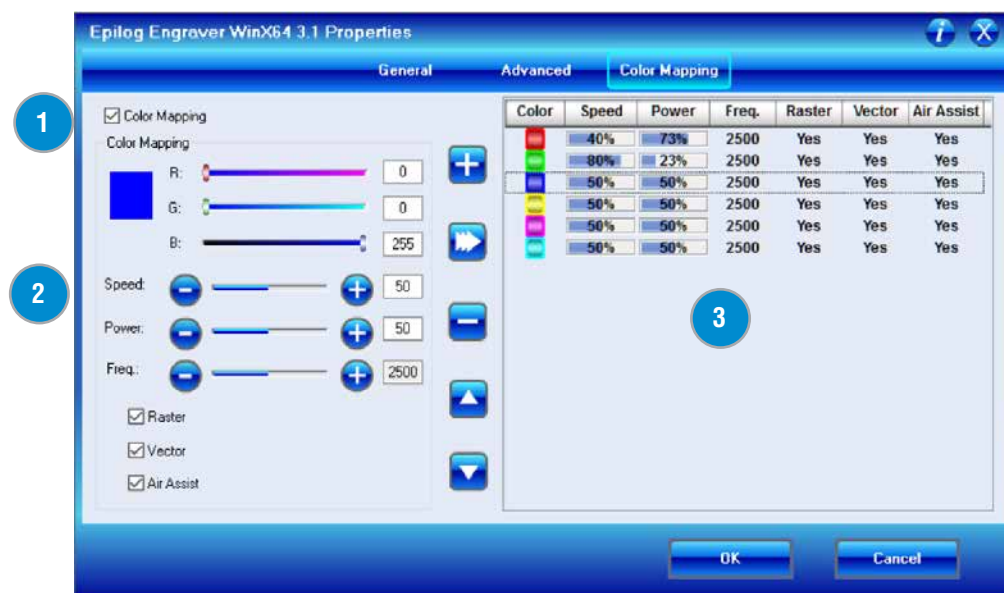 Epilog Engraver WinX64 3.1 Properties
i X
General Advanced Color Mapping
1
Color Mapping
Color Mapping
R: 0
G: 0
B: 255
2
Speed: 50
Power: 50
Freq.: 2500
Raster
Vector
Air Assist
Color Speed Power Freq. Raster Vector Air Assist
40% 73% 2500 Yes Yes Yes
80% 23% 2500 Yes Yes Yes
50% 50% 2500 Yes Yes Yes
50% 50% 2500 Yes Yes Yes
50% 50% 2500 Yes Yes Yes
50% 50% 2500 Yes Yes Yes
3
OK Cancel